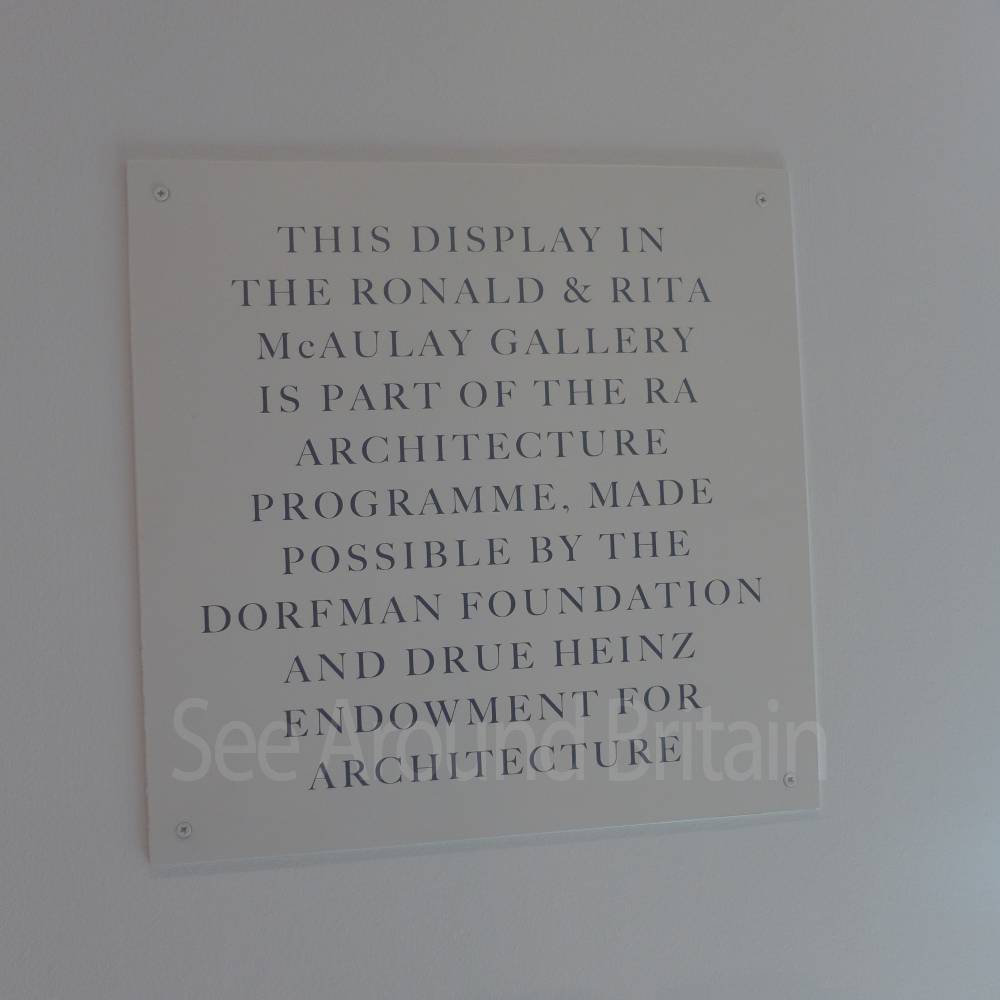 THIS DISPLAY IN
THE RONALD & RITA
McAULAY GALLERY
IS PART OF THE RA
ARCHITECTURE
PROGRAMME, MADE
POSSIBLE BY THE
DORFMAN FOUNDATION
AND DRUE HEINZ
ENDOWMENT FOR
ARCHITECTURE
See Around Britain